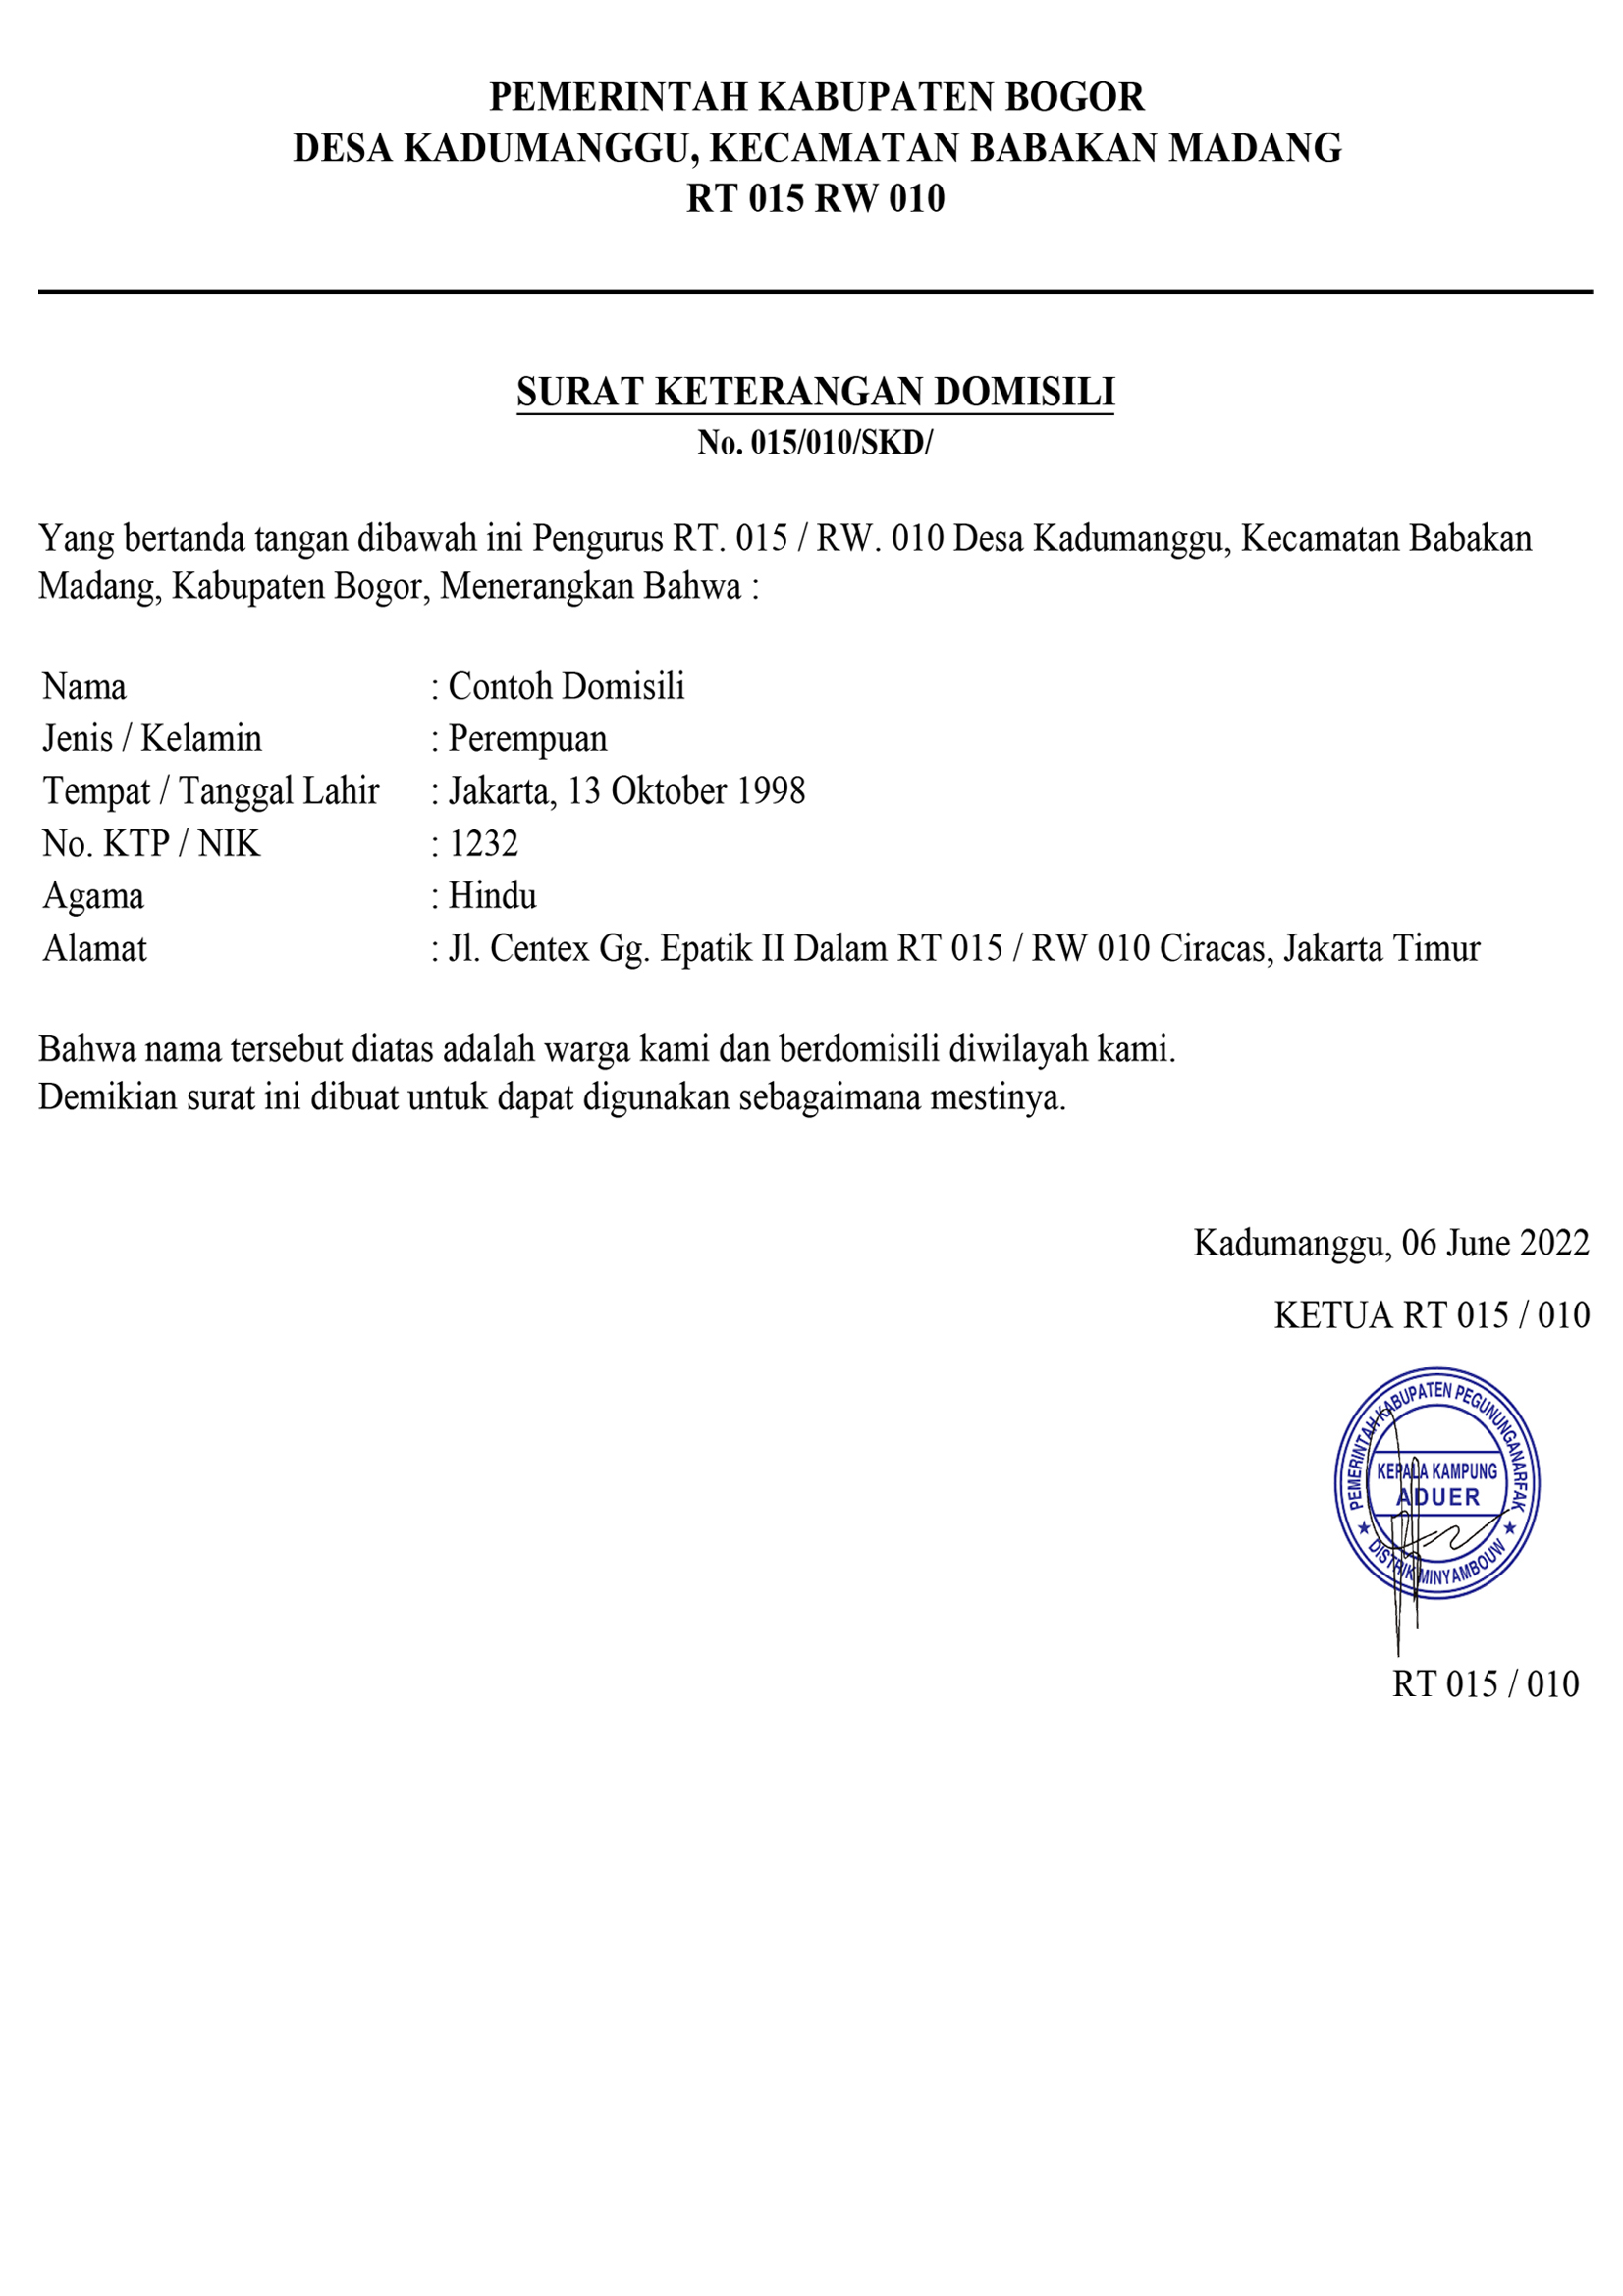 PEMERINTAH KABUPATEN BOGOR
DESA KADUMANGGU, KECAMATAN BABAKAN MADANG
RT 015 RW 010
SURAT KETERANGAN DOMISILI
No. 015/010/SKD/
Yang bertanda tangan dibawah ini Pengurus RT. 015 / RW. 010 Desa Kadumanggu, Kecamatan Babakan
Madang, Kabupaten Bogor, Menerangkan Bahwa :
Nama : Contoh Domisili
Jenis / Kelamin : Perempuan
Tempat / Tanggal Lahir : Jakarta, 13 Oktober 1998
No. KTP / NIK : 1232
Agama : Hindu
Alamat : Jl. Centex Gg. Epatik II Dalam RT 015 / RW 010 Ciracas, Jakarta Timur
Bahwa nama tersebut diatas adalah warga kami dan berdomisili diwilayah kami.
Demikian surat ini dibuat untuk dapat digunakan sebagaimana mestinya.
Kadumanggu, 06 June 2022
KETUA RT 015 / 010
PEMERINTAH KABUPATEN PEGUNUNGANARFAK
KEPALA KAMPUNG
ADUER
★ DISTRIK MINYAMBOUW ★
RT 015 / 010